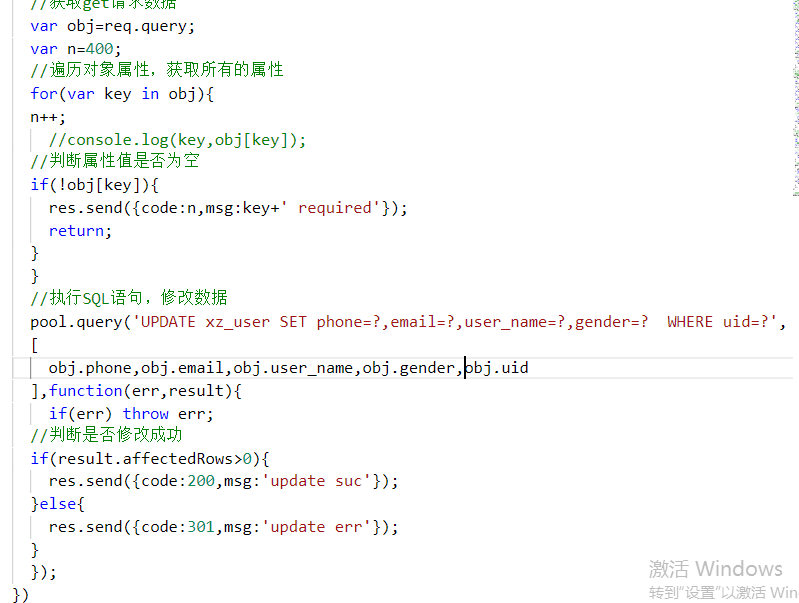 //获取get请求数据
var obj=req.query;
var n=400;
//遍历对象属性，获取所有的属性
for(var key in obj){
n++;
//console.log(key,obj[key]);
//判断属性值是否为空
if(!obj[key]){
res.send({code:n,msg:key+' required'});
return;
}
}
//执行SQL语句，修改数据
pool.query('UPDATE xz_user SET phone=?,email=?,user_name=?,gender=?  WHERE uid=?',
[
obj.phone,obj.email,obj.user_name,obj.gender,obj.uid
],function(err,result){
if(err) throw err;
//判断是否修改成功
if(result.affectedRows>0){
res.send({code:200,msg:'update suc'});
}else{
res.send({code:301,msg:'update err'});
}
});
})
激活 Windows
转到"设置"以激活 Win